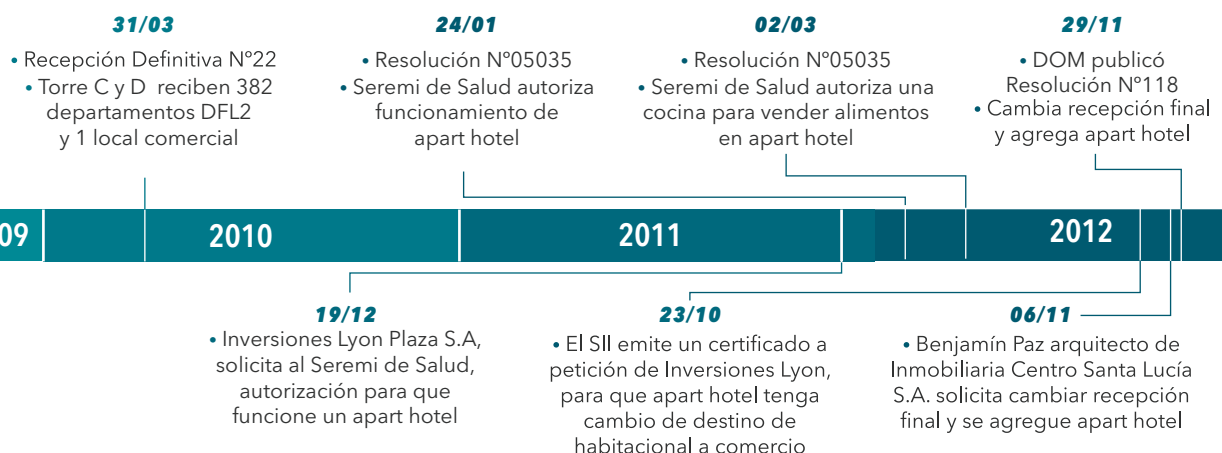 31/03
• Recepción Definitiva Nº22
• Torre C y D reciben 382
departamentos DFL2
y 1 local comercial
24/01
• Resolución Nº05035
• Seremi de Salud autoriza
funcionamiento de
apart hotel
02/03
• Resolución Nº05035
• Seremi de Salud autoriza una
cocina para vender alimentos
en apart hotel
29/11
• DOM publicó
Resolución Nº118
• Cambia recepción final
y agrega apart hotel
09
2010
2011
2012
19/12
• Inversiones Lyon Plaza S.A,
solicita al Seremi de Salud,
autorización para que
funcione un apart hotel
23/10
• El SII emite un certificado a
petición de Inversiones Lyon,
para que apart hotel tenga
cambio de destino de
habitacional a comercio
06/11
• Benjamín Paz arquitecto de
Inmobiliaria Centro Santa Lucía
S.A. solicita cambiar recepción
final y se agregue apart hotel